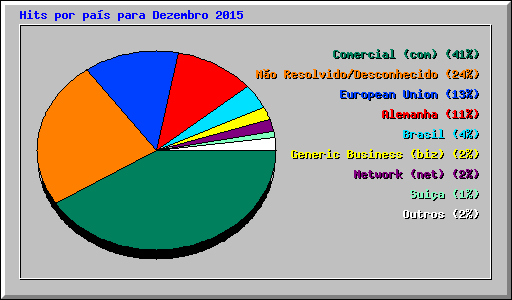 Hits por país para Dezembro 2015
Comercial (com) (41%)
Não Resolvido/Desconhecido (24%)
European Union (13%)
Alemanha (11%)
Brasil (4%)
Generic Business (biz) (2%)
Network (net) (2%)
Suiça (1%)
Outros (2%)